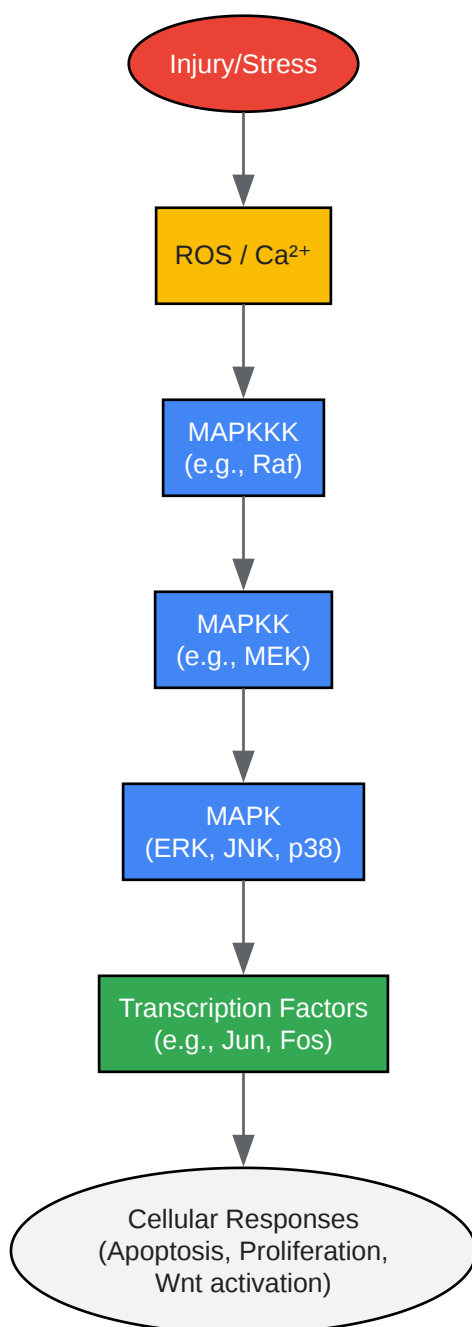 Injury/Stress
ROS / Ca²⁺
MAPKKK
(e.g., Raf)
MAPKK
(e.g., MEK)
MAPK
(ERK, JNK, p38)
Transcription Factors
(e.g., Jun, Fos)
Cellular Responses
(Apoptosis, Proliferation,
Wnt activation)